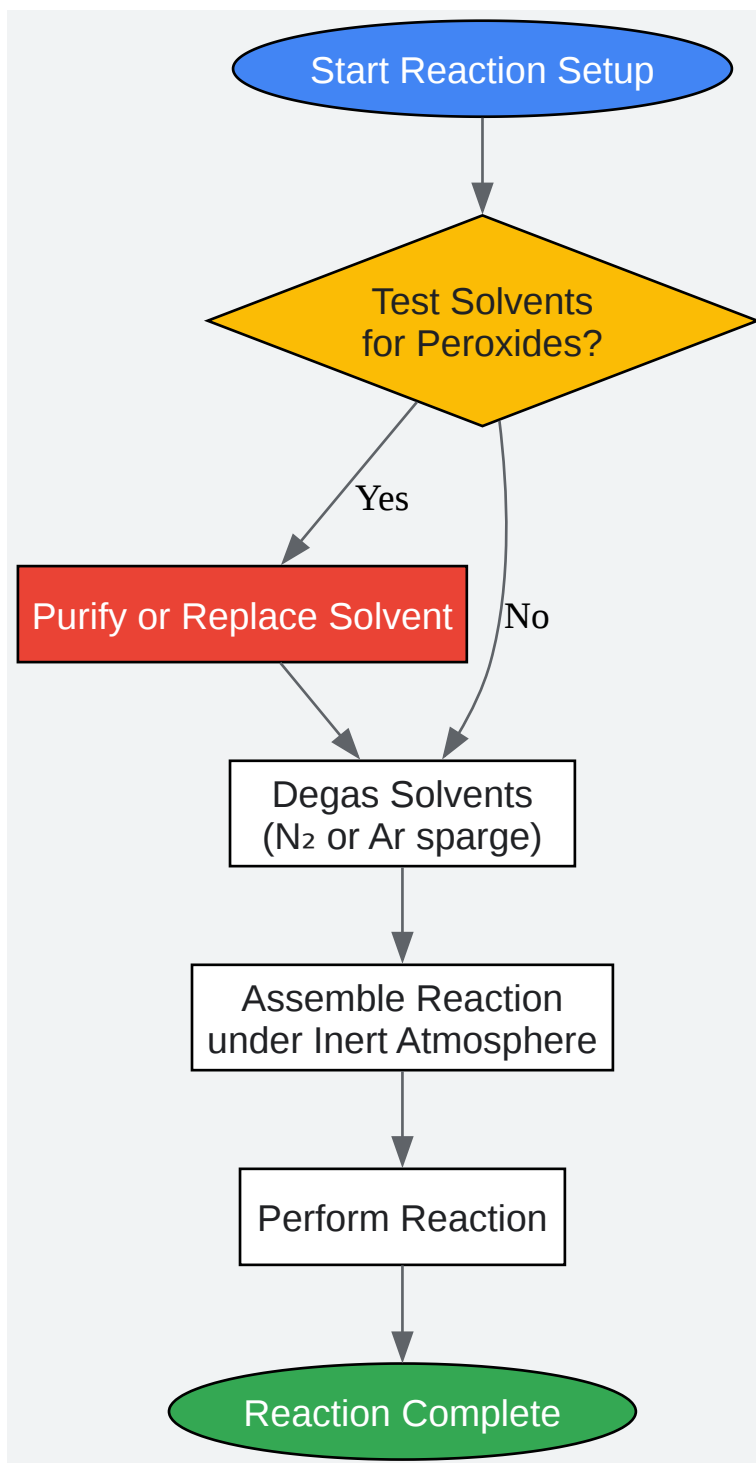 Start Reaction Setup
Test Solvents
for Peroxides?
Yes
Purify or Replace Solvent
No
Degas Solvents
(N₂ or Ar sparge)
Assemble Reaction
under Inert Atmosphere
Perform Reaction
Reaction Complete